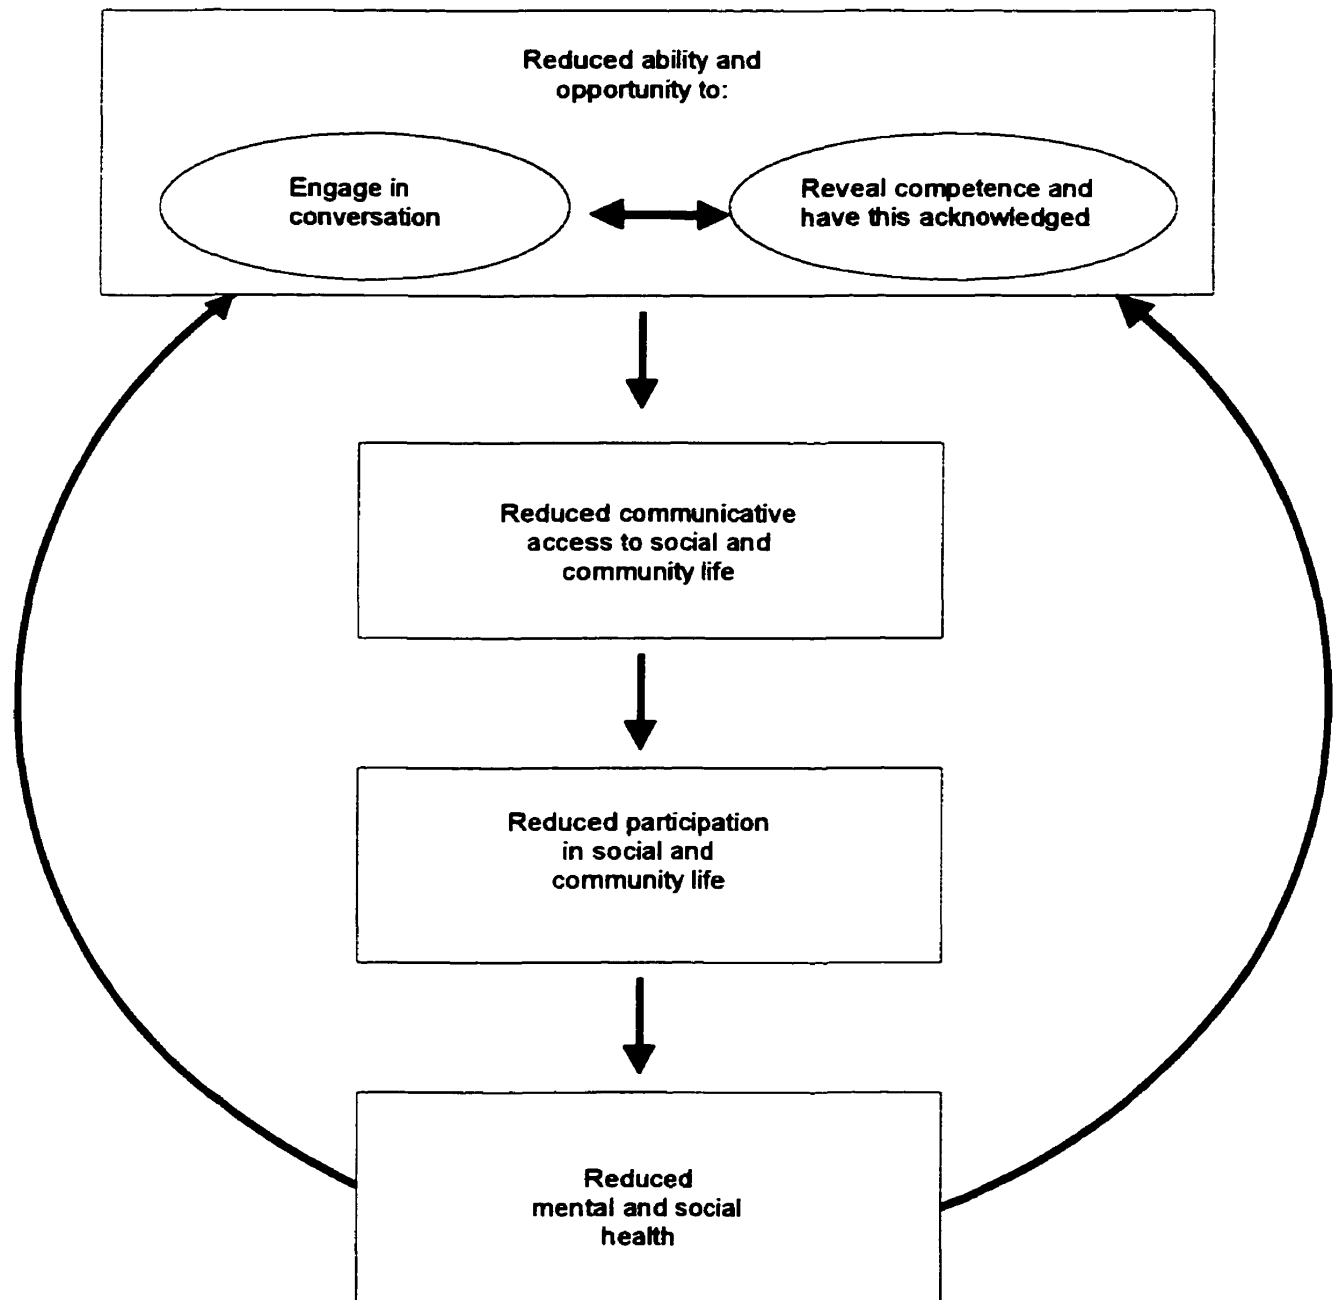 Reduced ability and
opportunity to:
Engage in
conversation
Reveal competence and
have this acknowledged
Reduced communicative
access to social and
community life
Reduced participation
in social and
community life
Reduced
mental and social
health